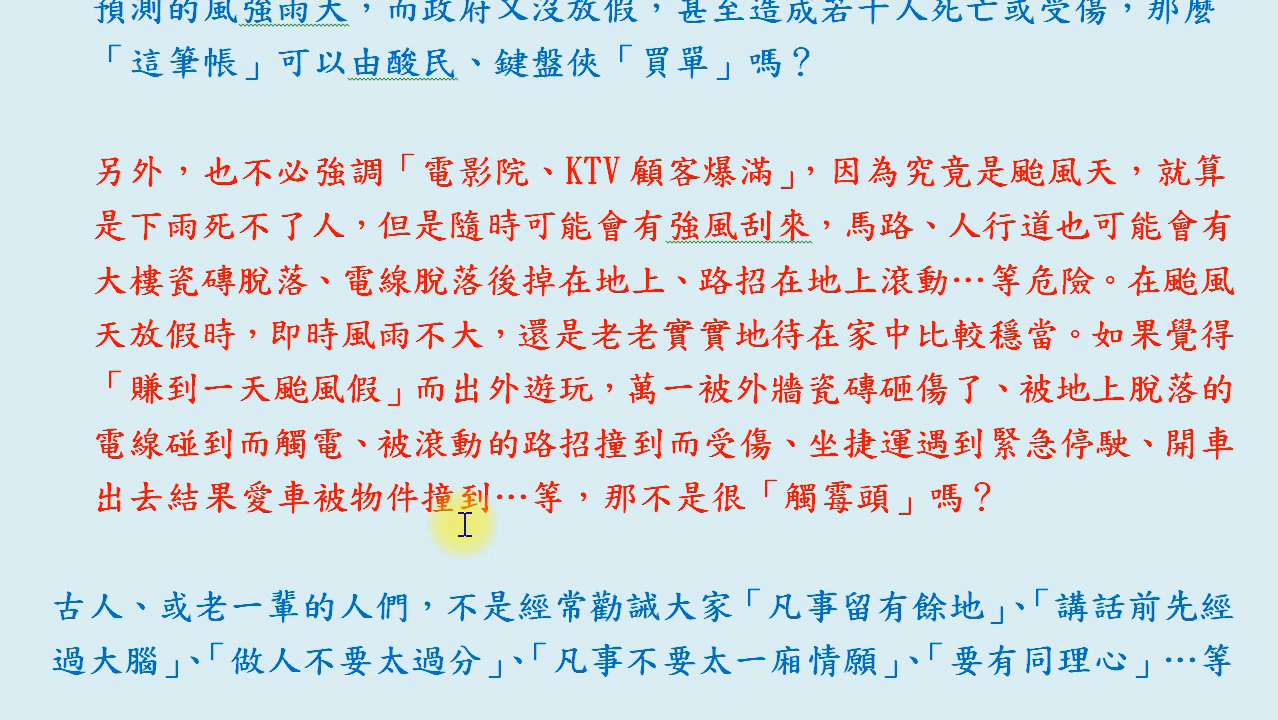 預測的風強雨大，而政府又沒放假，甚至造成若干人死亡或受傷，那麼
「這筆帳」可以由酸民、鍵盤俠「買單」嗎？
另外，也不必強調「電影院、KTV 顧客爆滿」，因為究竟是颱風天，就算
是下雨死不了人，但是隨時可能會有強風刮來，馬路、人行道也可能會有
大樓瓷磚脫落、電線脫落後掉在地上、路招在地上滾動…等危險。在颱風
天放假時，即時風雨不大，還是老老實實地待在家中比較穩當。如果覺得
「賺到一天颱風假」而出外遊玩，萬一被外牆瓷磚砸傷了、被地上脫落的
電線碰到而觸電、被滾動的路招撞到而受傷、坐捷運遇到緊急停駛、開車
出去結果愛車被物件撞到…等，那不是很「觸霉頭」嗎？
古人、或老一輩的人們，不是經常勸誡大家「凡事留有餘地」、「講話前先經
過大腦」、「做人不要太過分」、「凡事不要太一廂情願」、「要有同理心」…等